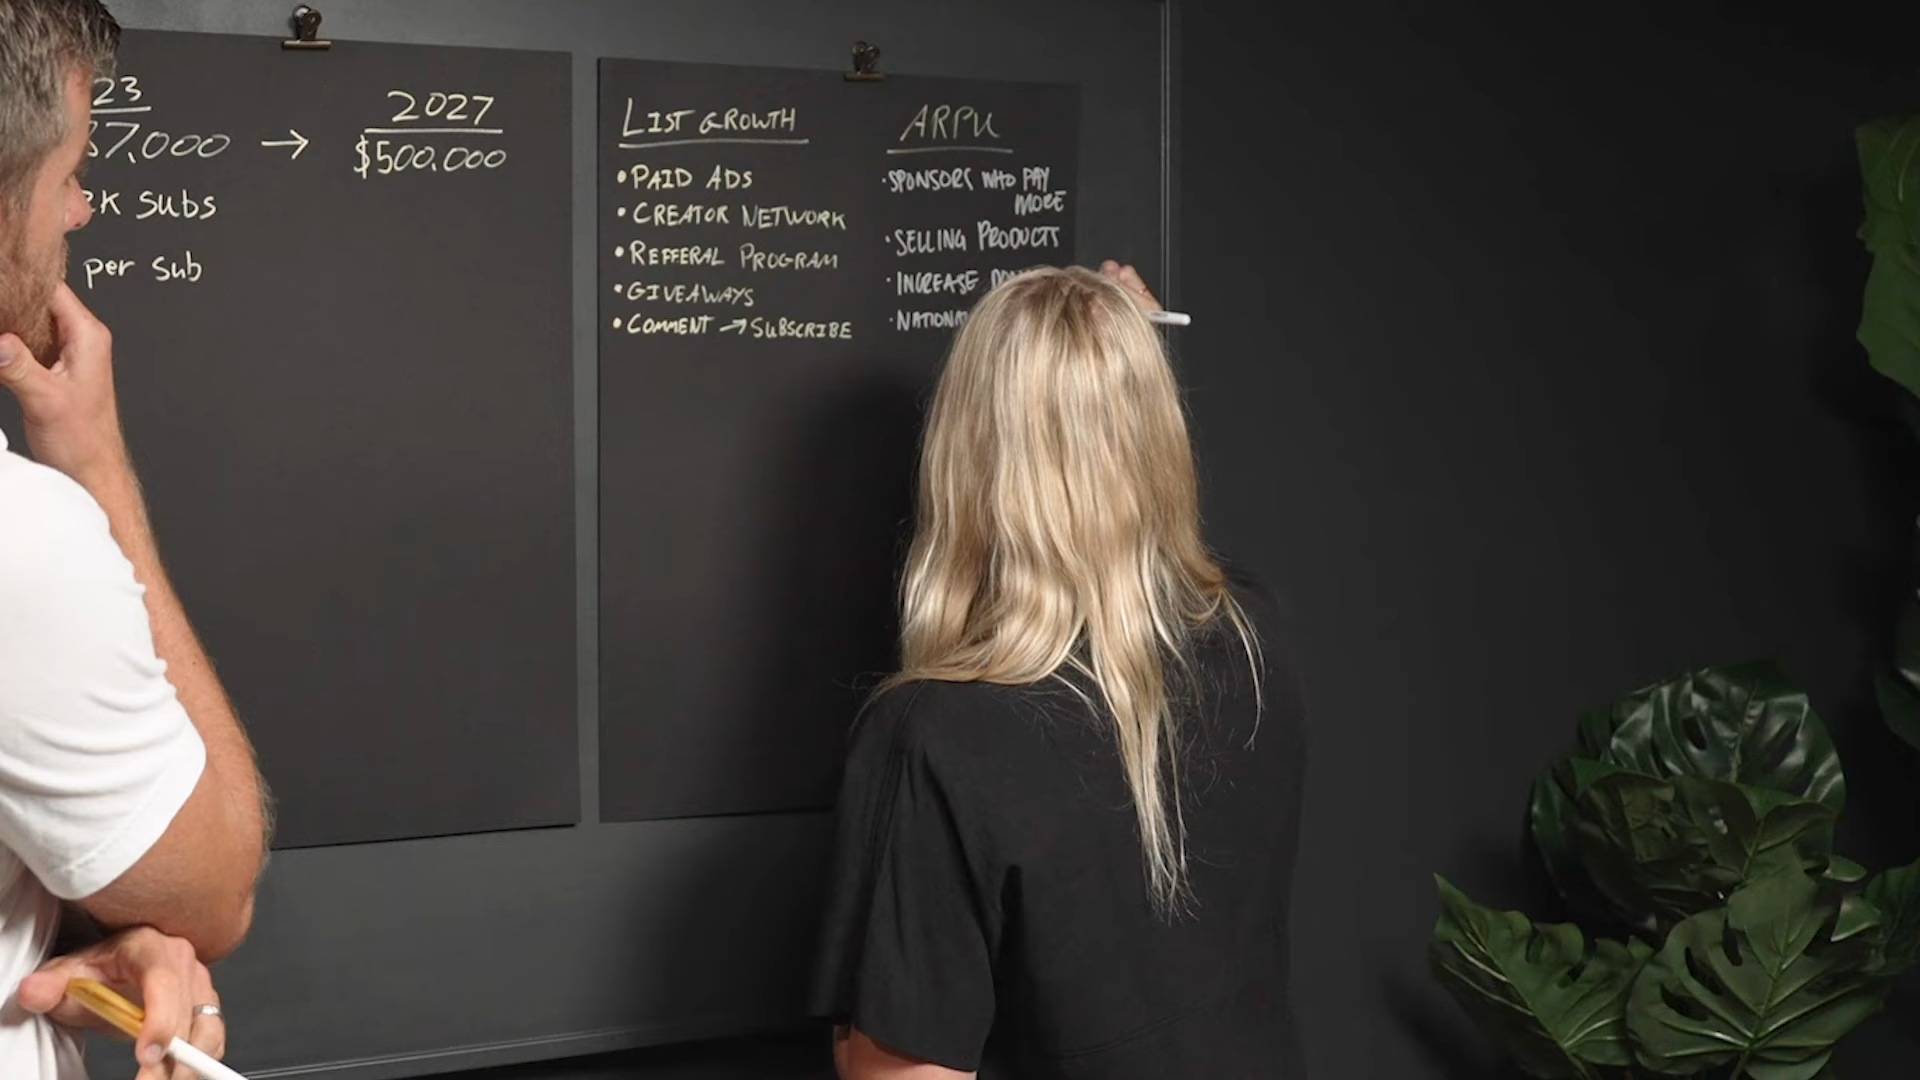 23
37,000 → 2027
$500,000
2K SUBS
per sub
LIST GROWTH
• PAID ADS
• CREATOR NETWORK
• REFFERAL PROGRAM
• GIVEAWAYS
• COMMENT → SUBSCRIBE
ARPU
• SPONSORS WHO PAY
MORE
• SELLING PRODUCTS
• INCREASE